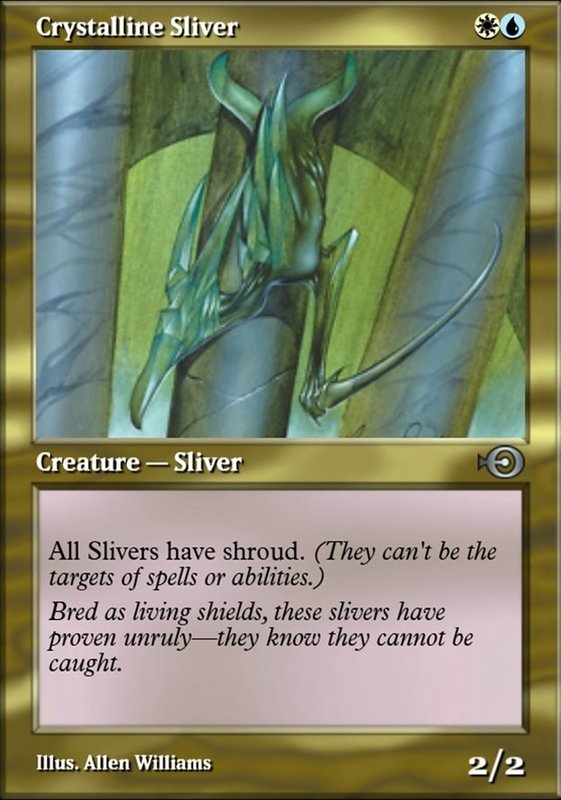 Crystalline Sliver
Creature — Sliver
All Slivers have shroud. (They can't be the
targets of spells or abilities.)
Bred as living shields, these slivers have
proven unruly—they know they cannot be
caught.
Illus. Allen Williams
2/2